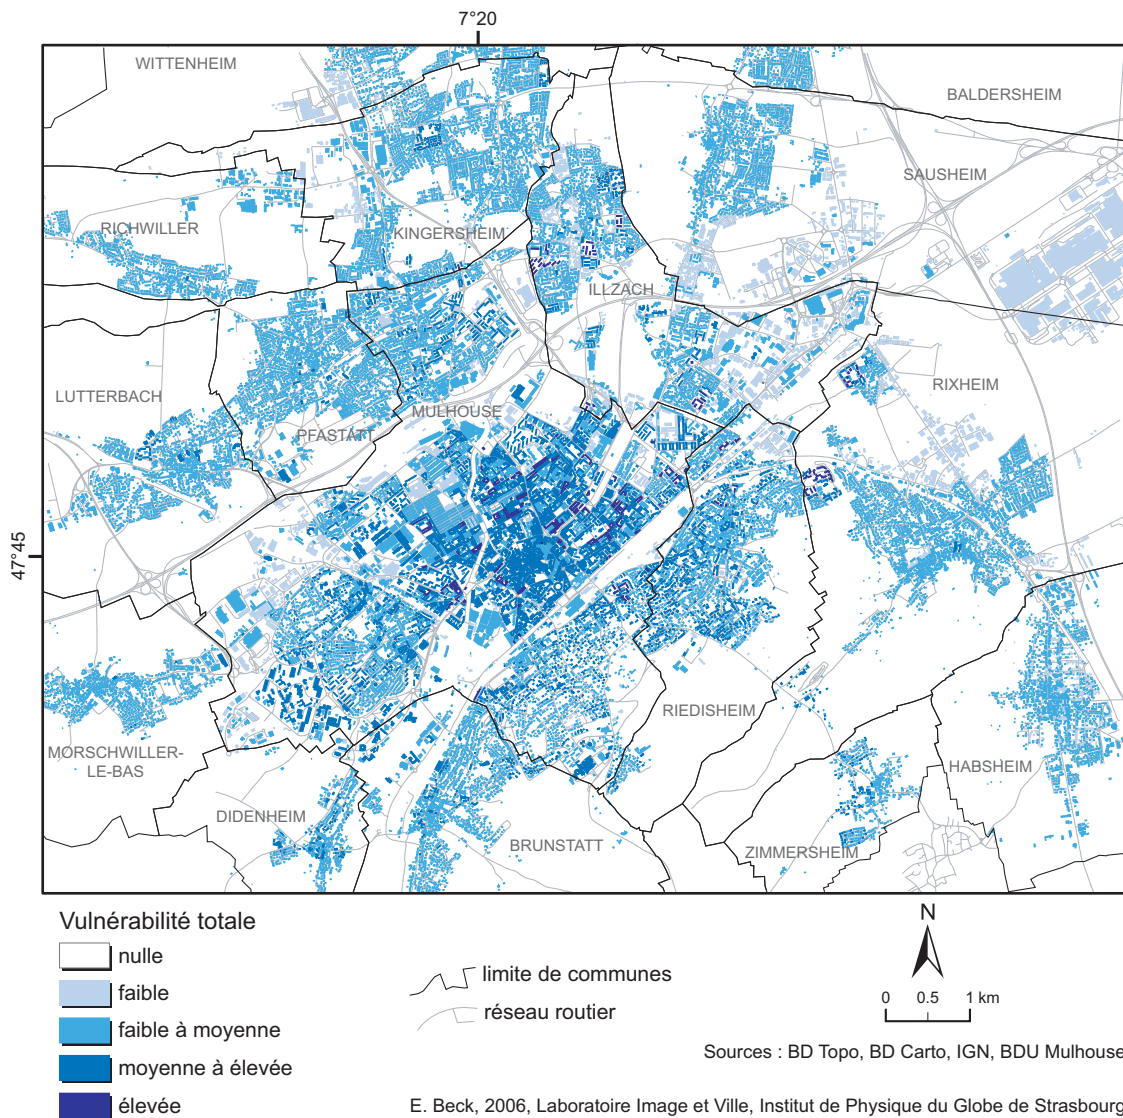 7°20
WITTENHEIM
BALDERSHEIM
SAUSHEIM
RICHWILLER
KINGERSHEIM
ILLZACH
LUTTERBACH
RIXHEIM
MULHOUSE
PFASTATT
47°45
RIEDISHEIM
MORSCHWILLER-
LE-BAS
HABSHEIM
DIDENHEIM
BRUNSTATT
ZIMMERSHEIM
Vulnérabilité totale
nulle
faible
faible à moyenne
moyenne à élevée
élevée
limite de communes
réseau routier
N
0 0.5 1 km
Sources : BD Topo, BD Carto, IGN, BDU Mulhouse
E. Beck, 2006, Laboratoire Image et Ville, Institut de Physique du Globe de Strasbourg